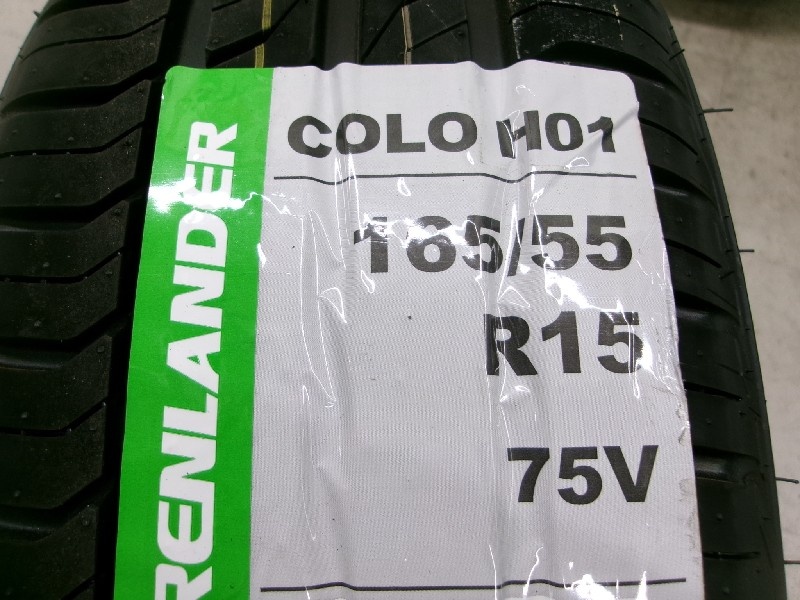 RENLANDER
COLO H01
165/55
R15
75V